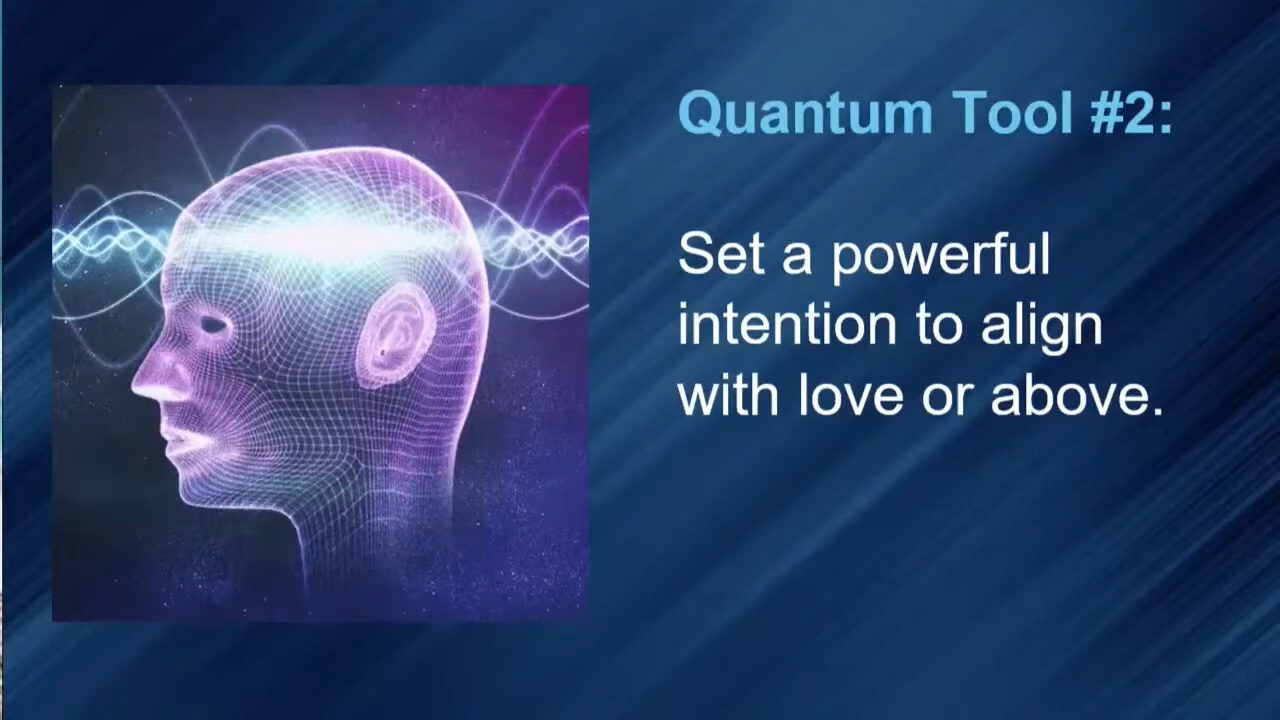 Quantum Tool #2:
Set a powerful
intention to align
with love or above.